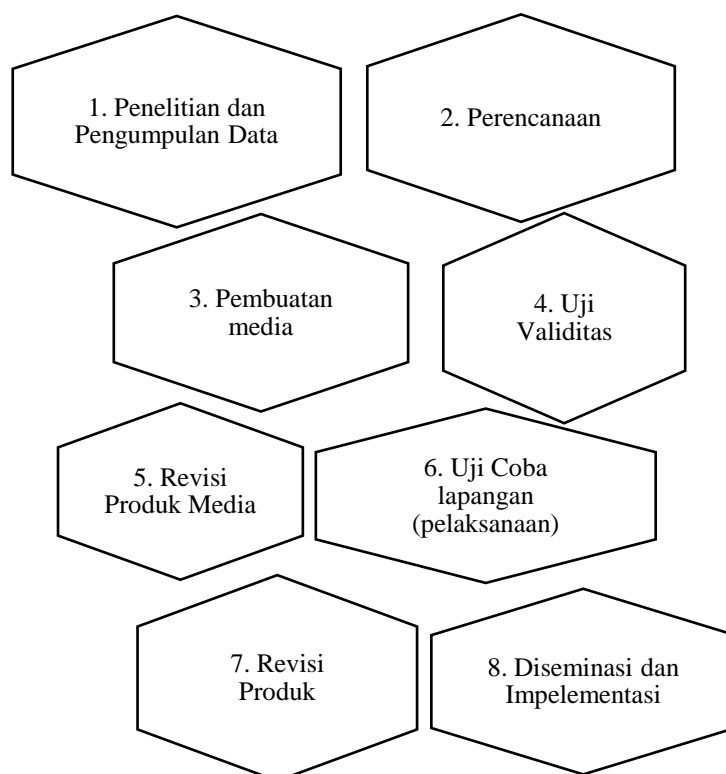 1. Penelitian dan
Pengumpulan Data
2. Perencanaan
3. Pembuatan
media
4. Uji
Validitas
5. Revisi
Produk Media
6. Uji Coba
lapangan
(pelaksanaan)
7. Revisi
Produk
8. Diseminasi dan
Impelementasi